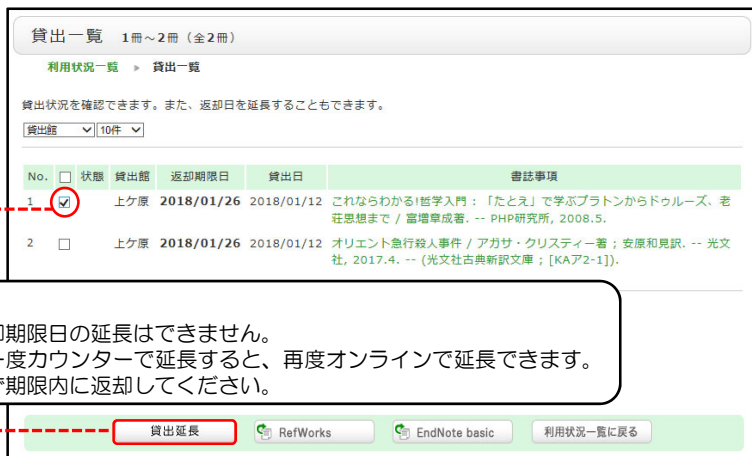 貸出一覧 1冊~2冊(全2冊)
利用状況一覧 » 貸出一覧
貸出状況を確認できます。また、返却日を延長することもできます。
貸出館 10件
No. 状態 貸出館 返却期限日 貸出日 書誌事項
1 上ケ原 2018/01/26 2018/01/12 これならわかる!哲学入門 : 「たとえ」で学ぶプラトンからドゥルーズ、老
荘思想まで / 富増章成著. -- PHP研究所, 2008.5.
2 上ケ原 2018/01/26 2018/01/12 オリエント急行殺人事件 / アガサ・クリスティー著 ; 安原和見訳. -- 光文
社, 2017.4. -- (光文社古典新訳文庫 ; [KAア2-1]).
期限日の延長はできません。
度カウンターで延長すると、再度オンラインで延長できます。
期限内に返却してください。
貸出延長 RefWorks EndNote basic 利用状況一覧に戻る